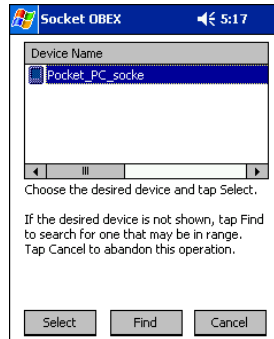 Socket OBEX 5:17
Device Name
Pocket_PC_socke
Choose the desired device and tap Select.
If the desired device is not shown, tap Find
to search for one that may be in range.
Tap Cancel to abandon this operation.
Select Find Cancel